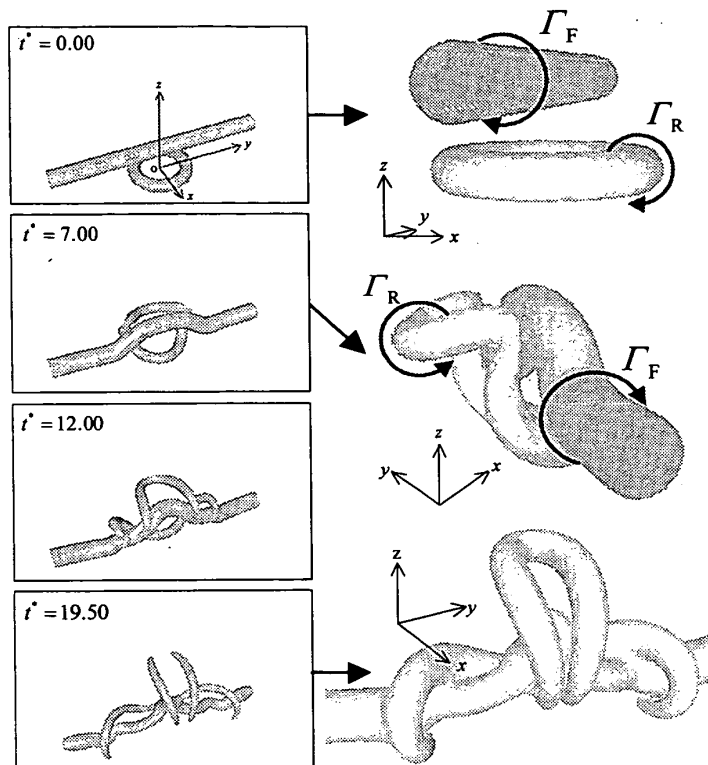 t* = 0.00
z
y
o
x
Γ_F
Γ_R
z
y
x
t* = 7.00
Γ_R
Γ_F
z
y
x
t* = 12.00
z
y
x
t* = 19.50